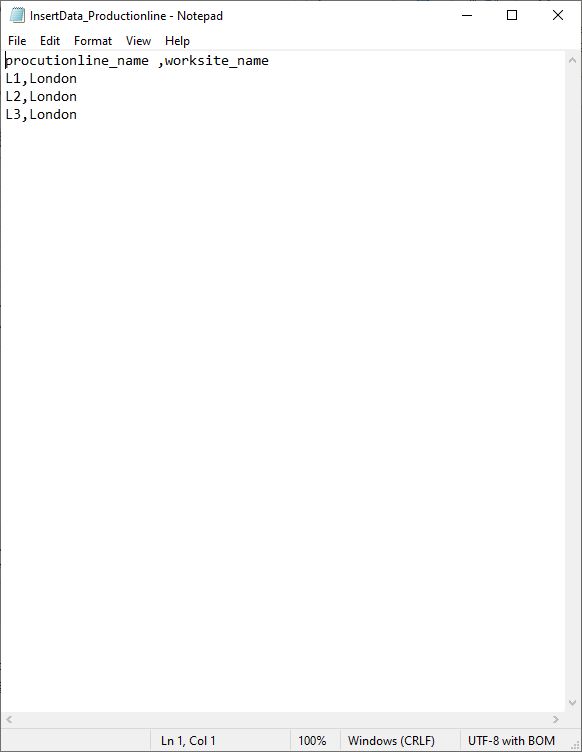 InsertData_Productionline - Notepad
File Edit Format View Help
procutionline_name ,worksite_name
L1,London
L2,London
L3,London
Ln 1, Col 1 100% Windows (CRLF) UTF-8 with BOM